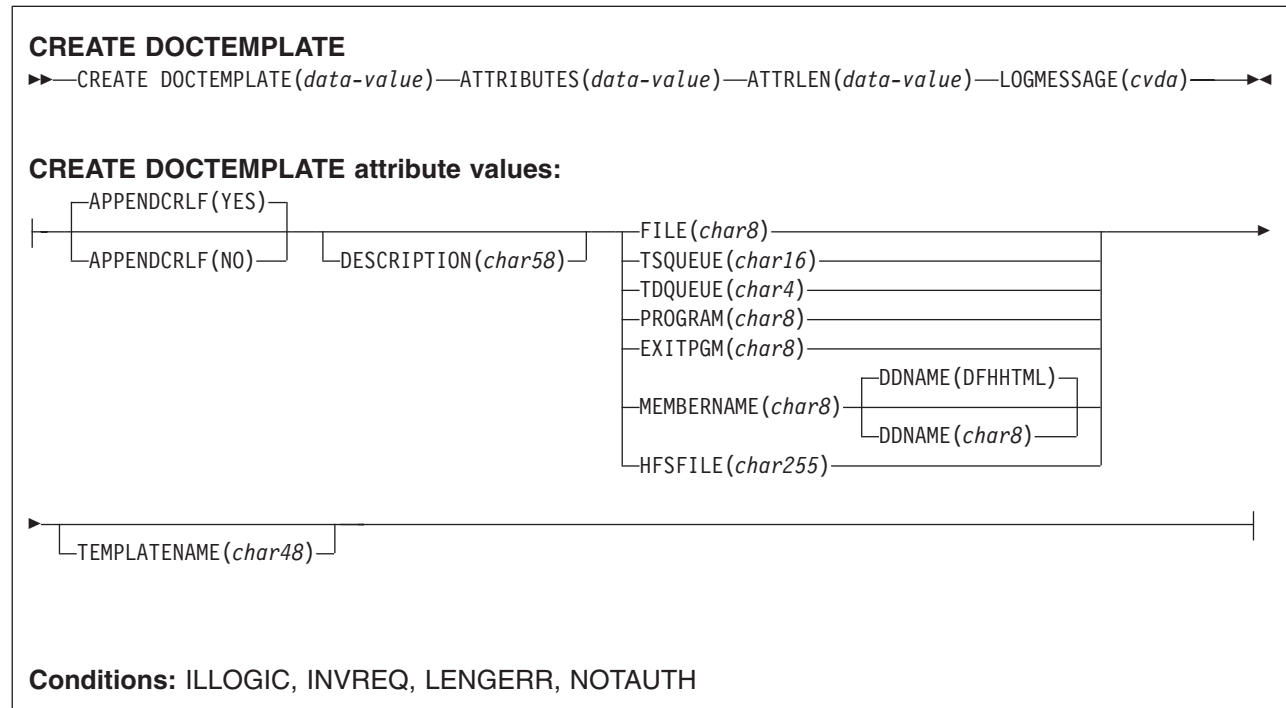 CREATE DOCTEMPLATE
CREATE DOCTEMPLATE(data-value) ATTRIBUTES(data-value) ATTRLEN(data-value) LOGMESSAGE(cvda)
CREATE DOCTEMPLATE attribute values:
APPENDCRLF(YES)
APPENDCRLF(NO)
DESCRIPTION(char58)
FILE(char8)
TSQUEUE(char16)
TDQUEUE(char4)
PROGRAM(char8)
EXITPGM(char8)
MEMBERNAME(char8)
DDNAME(DFHHTML)
DDNAME(char8)
HFSFILE(char255)
TEMPLATENAME(char48)
Conditions: ILLOGIC, INVREQ, LENGERR, NOTAUTH